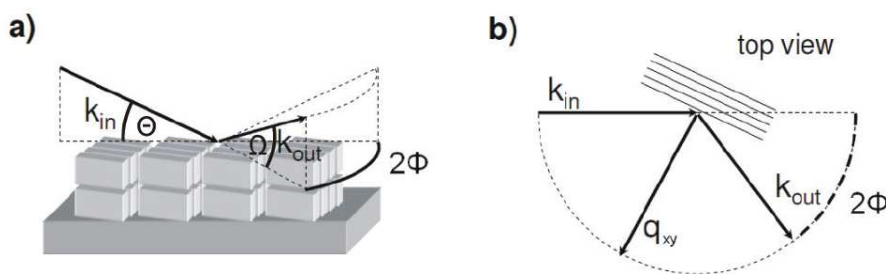 a)
k_in
Θ
Ω
k_out
2Φ
b)
top view
k_in
q_xy
k_out
2Φ